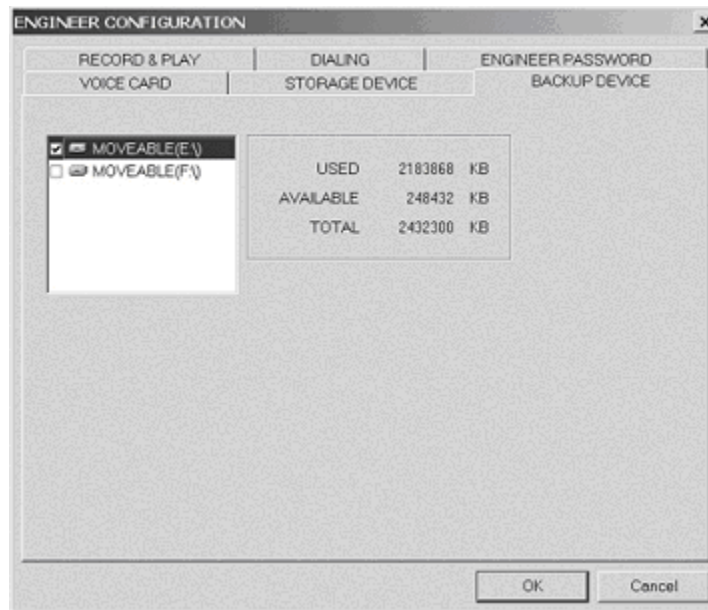 ENGINEER CONFIGURATION
RECORD & PLAY DIALING ENGINEER PASSWORD
VOICE CARD STORAGE DEVICE BACKUP DEVICE
MOVEABLE(E:\)
MOVEABLE(F:\)
USED 2183868 KB
AVAILABLE 248432 KB
TOTAL 2432300 KB
OK Cancel